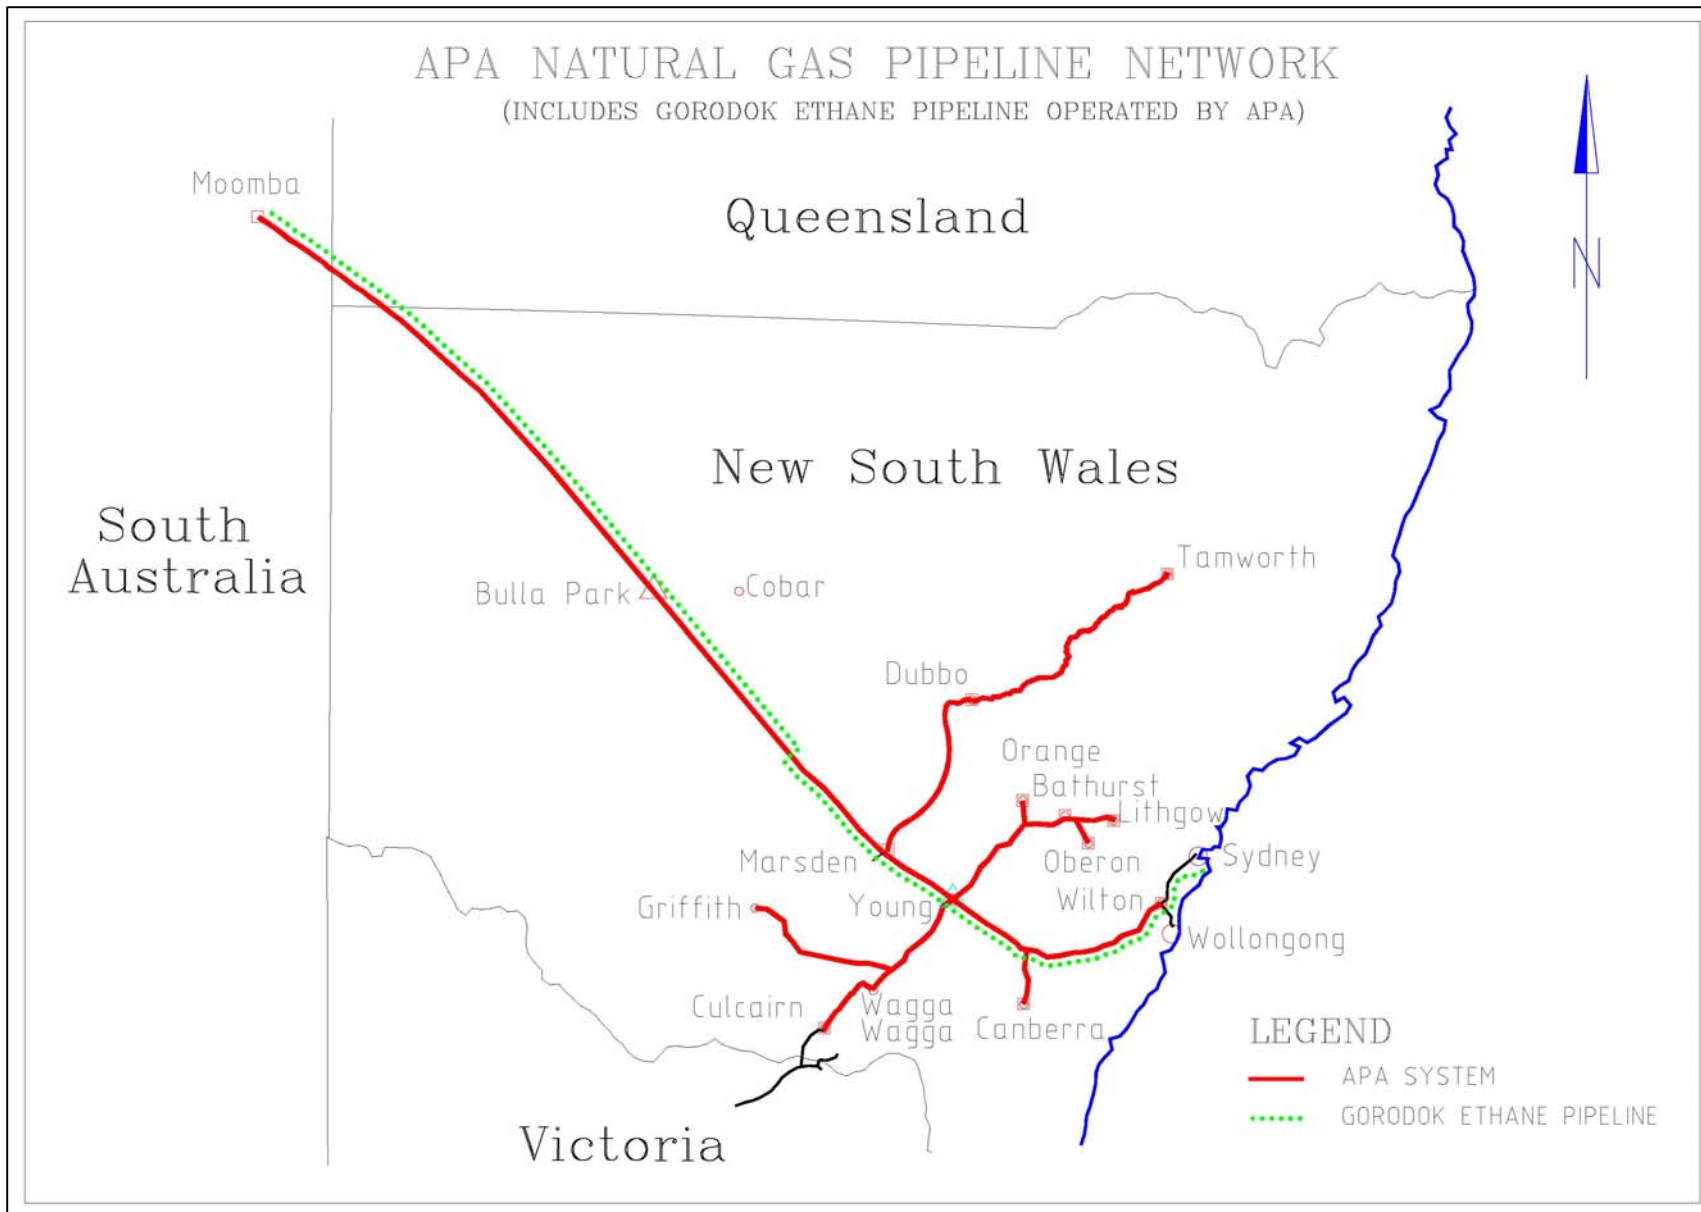 APA NATURAL GAS PIPELINE NETWORK
(INCLUDES GORODOK ETHANE PIPELINE OPERATED BY APA)
Moomba
Queensland
N
New South Wales
South
Australia
Tamworth
Bulla Park
Cobar
Dubbo
Orange
Bathurst
Lithgow
Marsden
Oberon
Sydney
Griffith
Young
Wilton
Wollongong
Culcairn
Wagga
Wagga
Canberra
LEGEND
APA SYSTEM
GORODOK ETHANE PIPELINE
Victoria